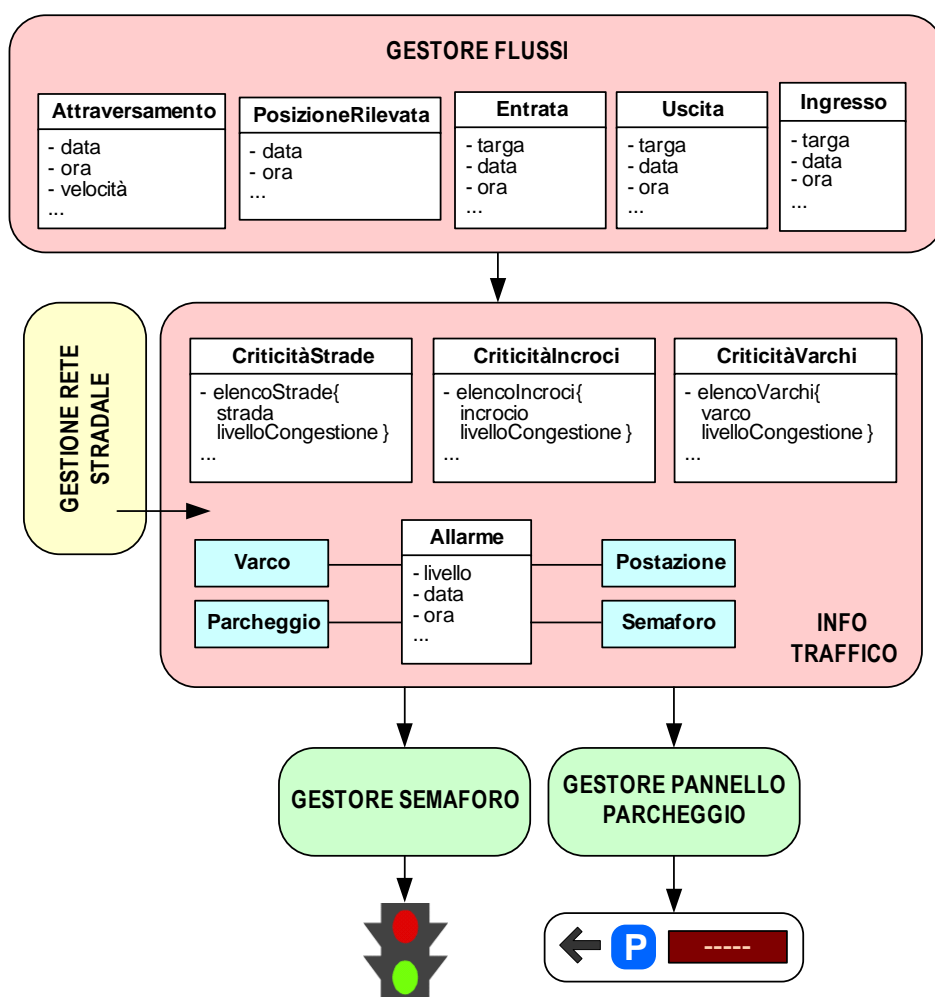 GESTORE FLUSSI
Attraversamento
- data
- ora
- velocità
...
PosizioneRilevata
- data
- ora
...
Entrata
- targa
- data
- ora
...
Uscita
- targa
- data
- ora
...
Ingresso
- targa
- data
- ora
...
GESTIONE RETE
STRADALE
CriticitàStrade
- elencoStrade{
strada
livelloCongestione }
...
CriticitàIncroci
- elencoIncroci{
incrocio
livelloCongestione }
...
CriticitàVarchi
- elencoVarchi{
varco
livelloCongestione }
...
Varco
Parcheggio
Allarme
- livello
- data
- ora
...
Postazione
Semaforo
INFO
TRAFFICO
GESTORE SEMAFORO
GESTORE PANNELLO
PARCHEGGIO
P
-----